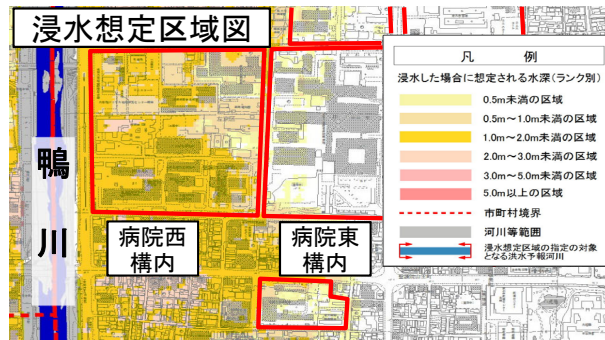 浸水想定区域図
鴨
川
病院西
構内
病院東
構内
凡 例
浸水した場合に想定される水深(ランク別)
0.5m未満の区域
0.5m~1.0m未満の区域
1.0m~2.0m未満の区域
2.0m~3.0m未満の区域
3.0m~5.0m未満の区域
5.0m以上の区域
市町村境界
河川等範囲
浸水想定区域の指定の対象
となる洪水予報河川